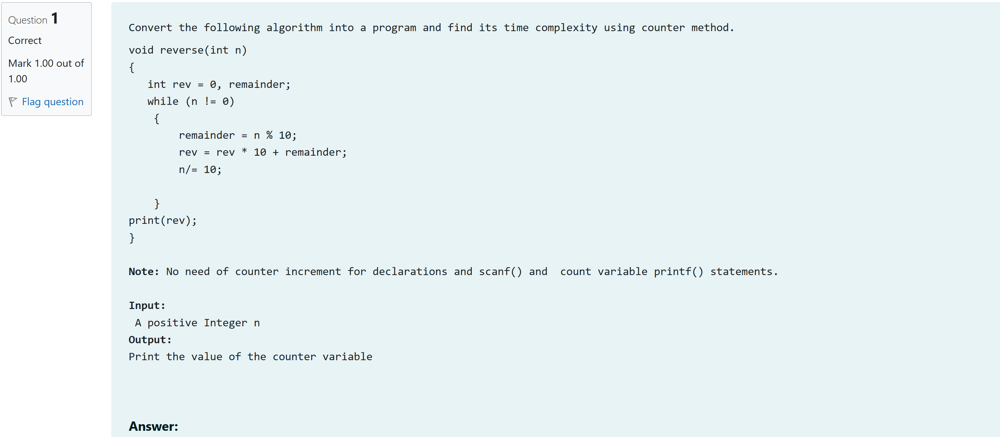 Question 1
Correct
Mark 1.00 out of
1.00
Flag question
Convert the following algorithm into a program and find its time complexity using counter method.
void reverse(int n)
{
   int rev = 0, remainder;
   while (n != 0)
    {
        remainder = n % 10;
        rev = rev * 10 + remainder;
        n/= 10;
    }
print(rev);
}
Note: No need of counter increment for declarations and scanf() and  count variable printf() statements.
Input:
 A positive Integer n
Output:
Print the value of the counter variable
Answer: